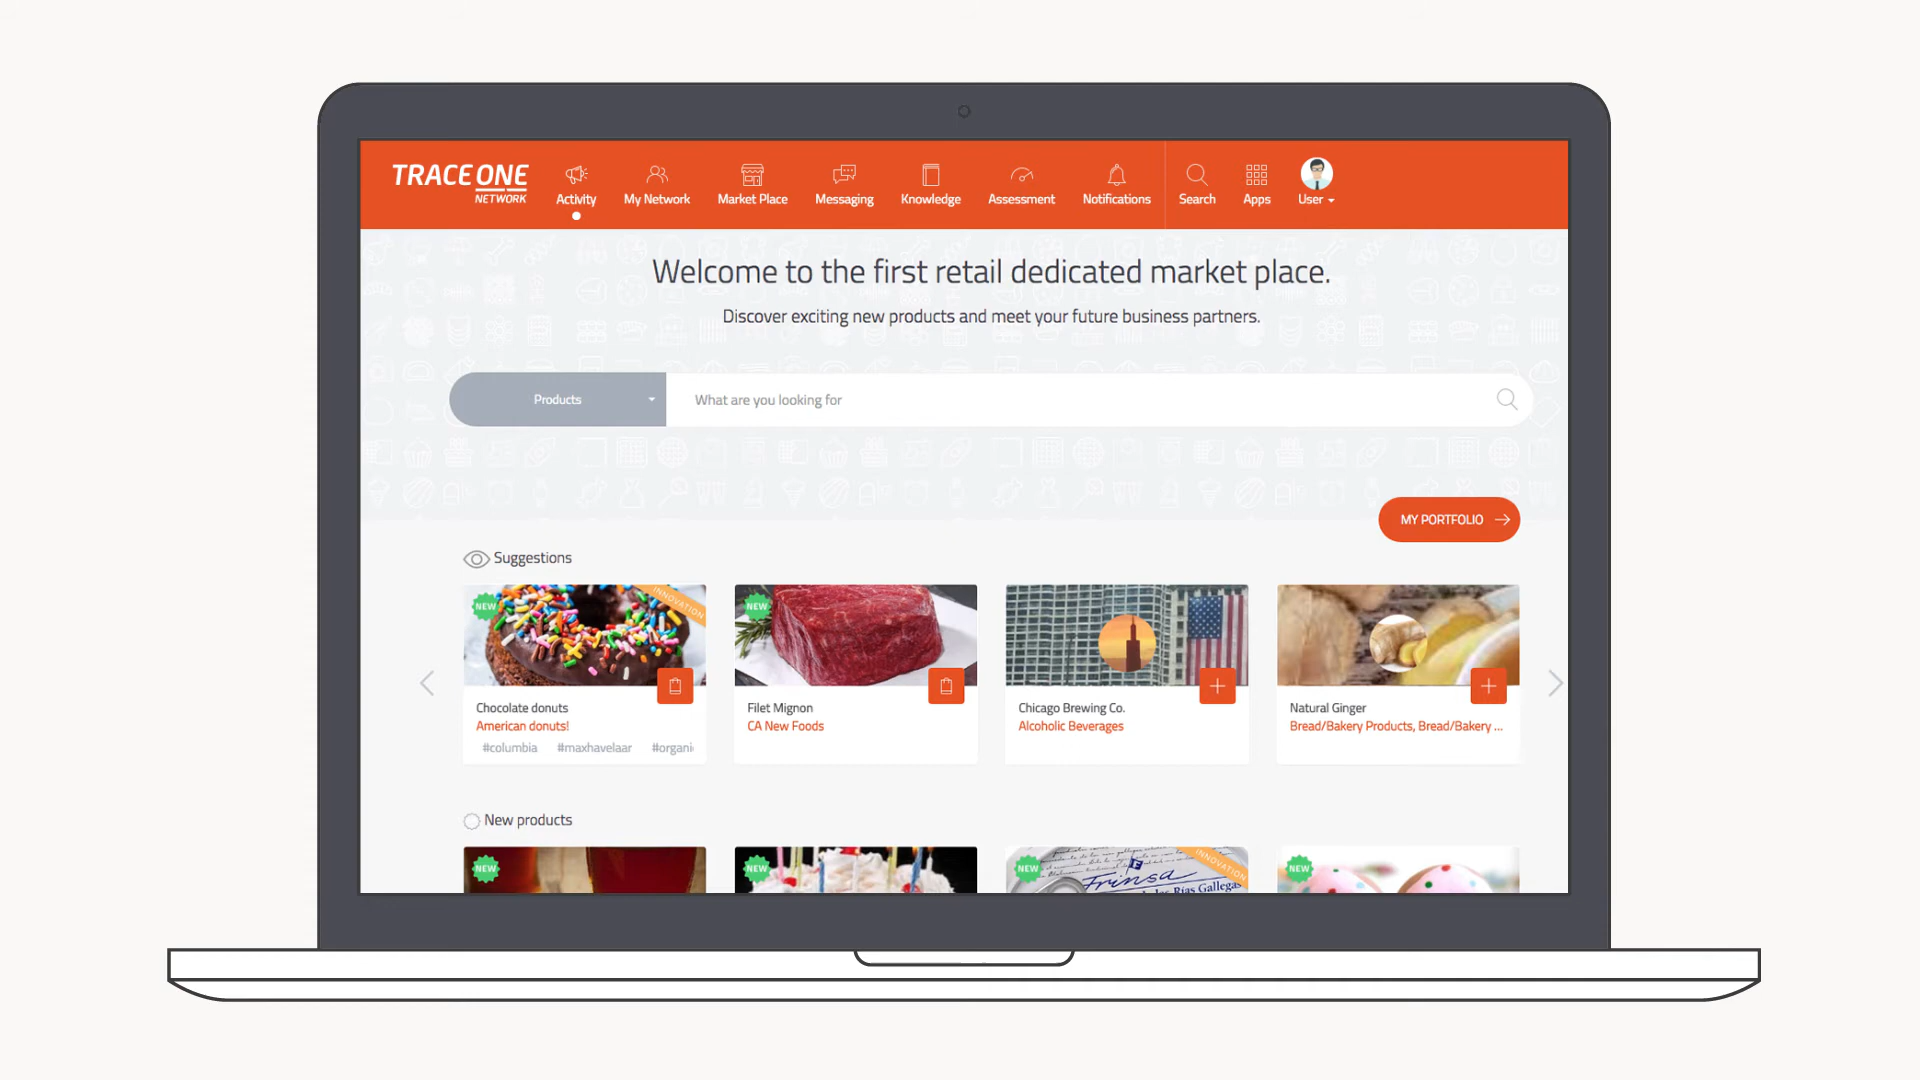 TRACE ONE
NETWORK
Activity
My Network
Market Place
Messaging
Knowledge
Assessment
Notifications
Search
Apps
User
Welcome to the first retail dedicated market place.
Discover exciting new products and meet your future business partners.
Products
What are you looking for
MY PORTFOLIO
Suggestions
NEW
INNOVATION
NEW
Chocolate donuts
American donuts!
#columbia #maxhavelaar #organi
Filet Mignon
CA New Foods
Chicago Brewing Co.
Alcoholic Beverages
Natural Ginger
Bread/Bakery Products, Bread/Bakery ...
New products
NEW
NEW
NEW
INNOVATION
Frinsa
Rías Gallegas
NEW